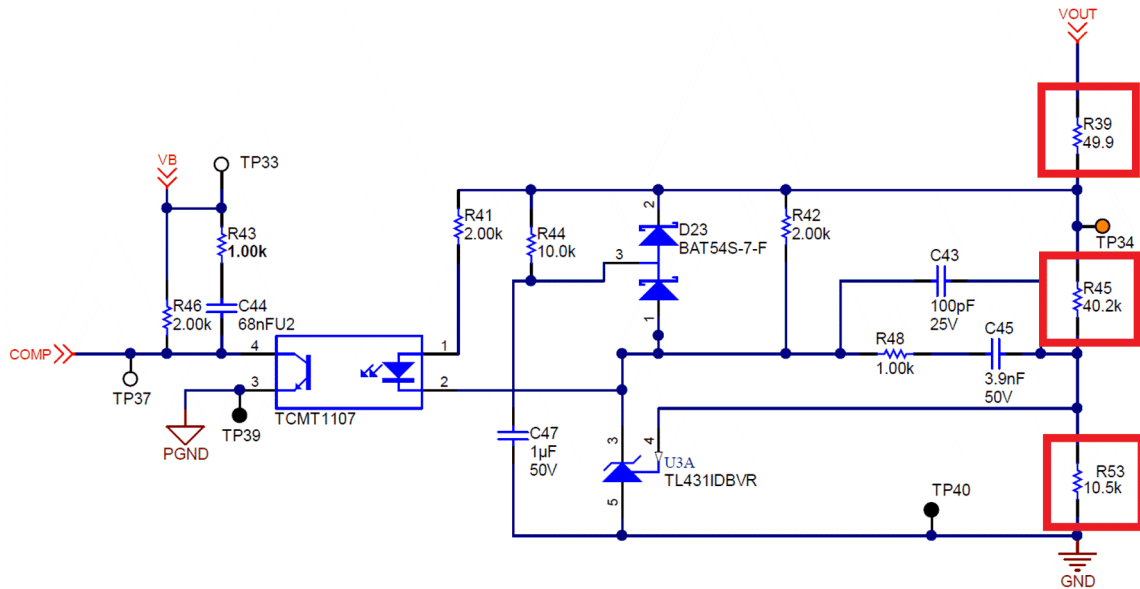 VOUT
R39
49.9
VB
TP33
R41
2.00k
R44
10.0k
2
D23
BAT54S-7-F
3
1
R42
2.00k
TP34
R43
1.00k
C43
100pF
25V
R45
40.2k
R46
2.00k
C44
68nFU2
COMP
4
1
R48
1.00k
C45
3.9nF
50V
3
2
TP37
TP39
TCMT1107
PGND
C47
1µF
50V
3
4
U3A
TL431IDBVR
5
R53
10.5k
TP40
GND